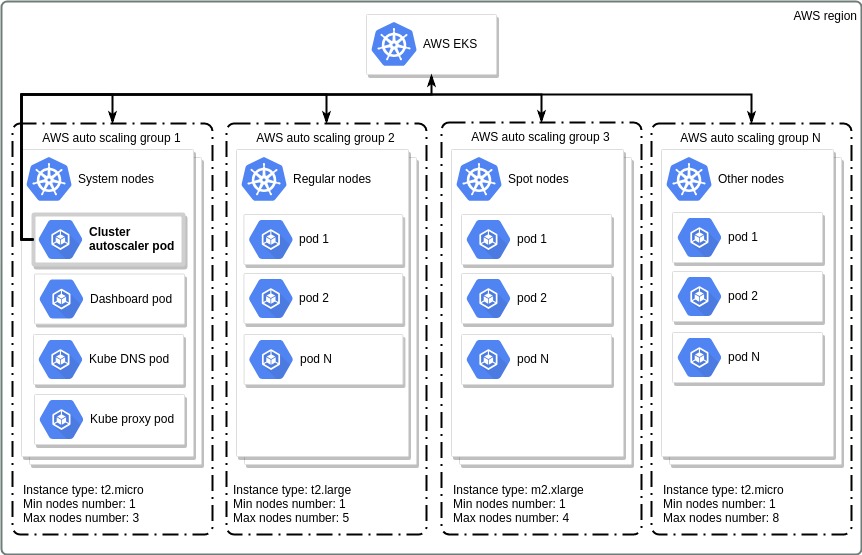 AWS region
AWS EKS
AWS auto scaling group 1
System nodes
Cluster
autoscaler pod
Dashboard pod
Kube DNS pod
Kube proxy pod
Instance type: t2.micro
Min nodes number: 1
Max nodes number: 3
AWS auto scaling group 2
Regular nodes
pod 1
pod 2
pod N
Instance type: t2.large
Min nodes number: 1
Max nodes number: 5
AWS auto scaling group 3
Spot nodes
pod 1
pod 2
pod N
Instance type: m2.xlarge
Min nodes number: 1
Max nodes number: 4
AWS auto scaling group N
Other nodes
pod 1
pod 2
pod N
Instance type: t2.micro
Min nodes number: 1
Max nodes number: 8